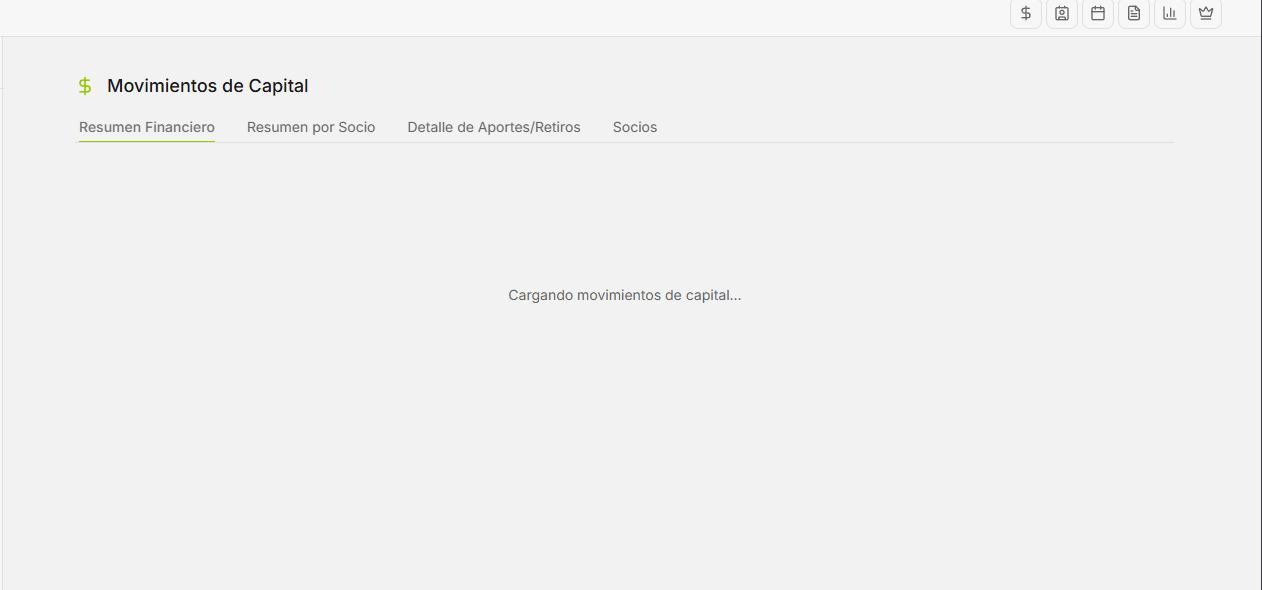 Movimientos de Capital
Resumen Financiero Resumen por Socio Detalle de Aportes/Retiros Socios
Cargando movimientos de capital...